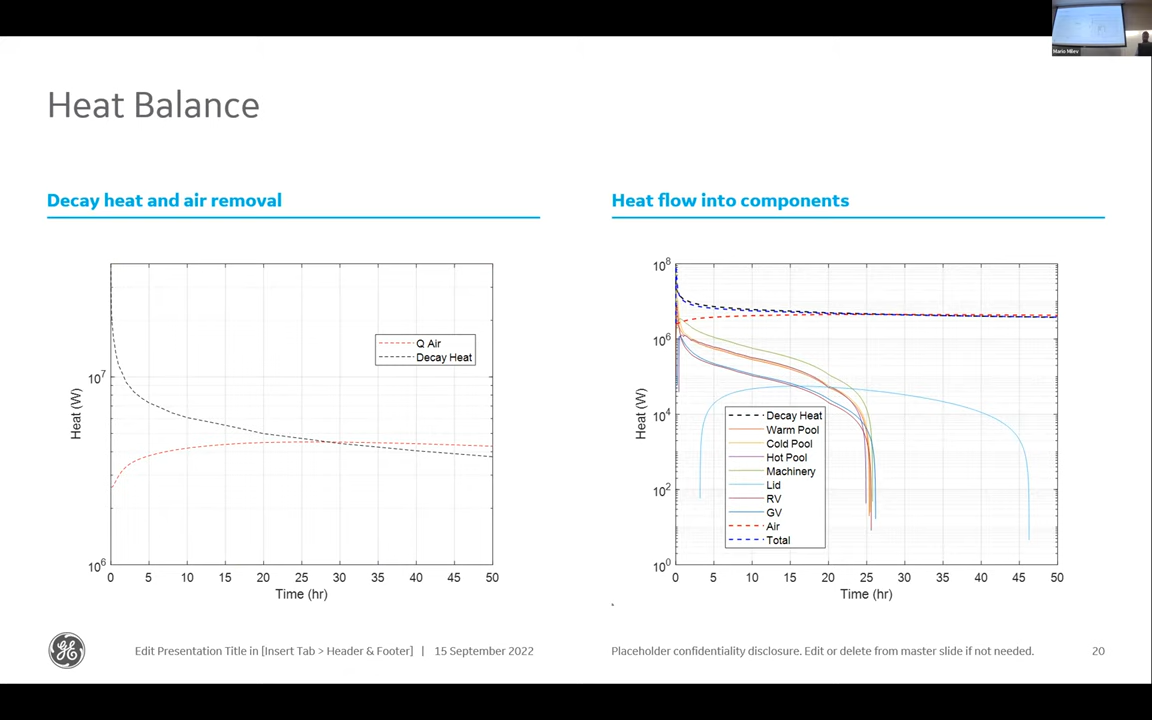 Mario Milev
Heat Balance
Decay heat and air removal
Heat (W)
10^7
10^6
0 5 10 15 20 25 30 35 40 45 50
Time (hr)
Q Air
Decay Heat
Heat flow into components
Heat (W)
10^8
10^6
10^4
10^2
10^0
0 5 10 15 20 25 30 35 40 45 50
Time (hr)
Decay Heat
Warm Pool
Cold Pool
Hot Pool
Machinery
Lid
RV
GV
Air
Total
GE
Edit Presentation Title in [Insert Tab > Header & Footer] | 15 September 2022
Placeholder confidentiality disclosure. Edit or delete from master slide if not needed.
20